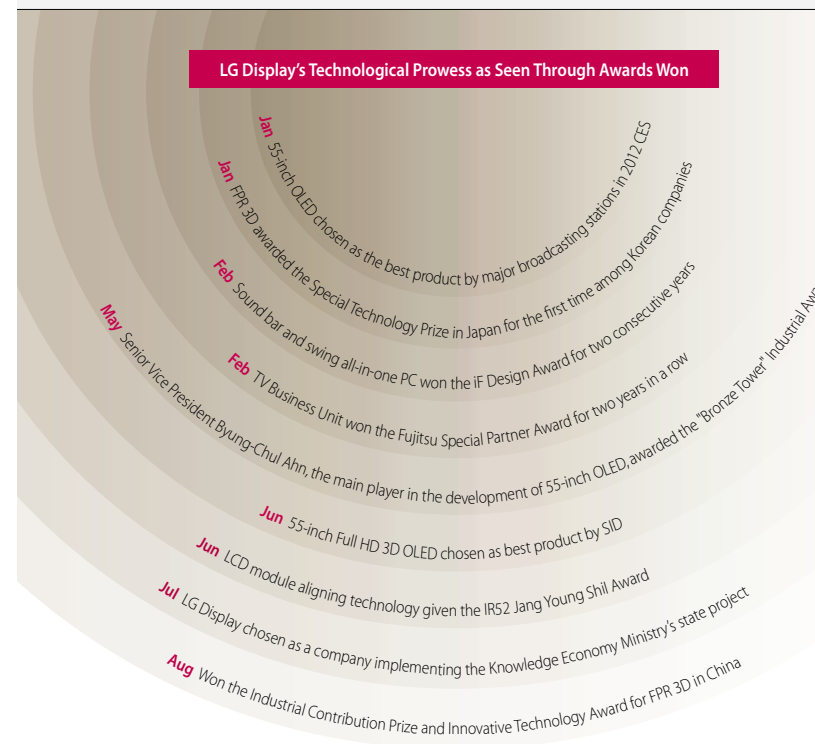 LG Display’s Technological Prowess as Seen Through Awards Won
Jan 55-inch OLED chosen as the best product by major broadcasting stations in 2012 CES
Jan FPR 3D awarded the Special Technology Prize in Japan for the first time among Korean companies
Feb Sound bar and swing all-in-one PC won the iF Design Award for two consecutive years
Feb TV Business Unit won the Fujitsu Special Partner Award for two years in a row
May Senior Vice President Byung-Chul Ahn, the main player in the development of 55-inch OLED, awarded the "Bronze Tower" Industrial
Jun 55-inch Full HD 3D OLED chosen as best product by SID
Jun LCD module aligning technology given the IR52 Jang Young Shil Award
Jul LG Display chosen as a company implementing the Knowledge Economy Ministry’s state project
Aug Won the Industrial Contribution Prize and Innovative Technology Award for FPR 3D in China